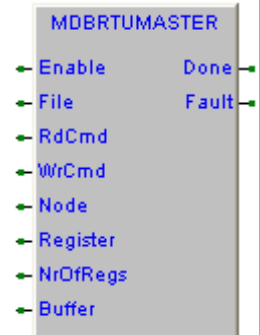 MDBRTUMASTER
Enable Done
File Fault
RdCmd
WrCmd
Node
Register
NrOfRegs
Buffer